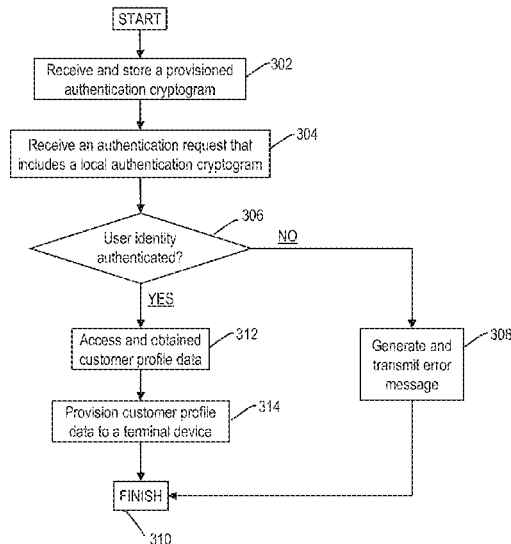 START
Receive and store a provisioned
authentication cryptogram
302
Receive an authentication request that
includes a local authentication cryptogram
304
User identity
authenticated?
306
NO
YES
Access and obtained
customer profile data
312
Generate and
transmit error
message
308
Provision customer profile
data to a terminal device
314
FINISH
310